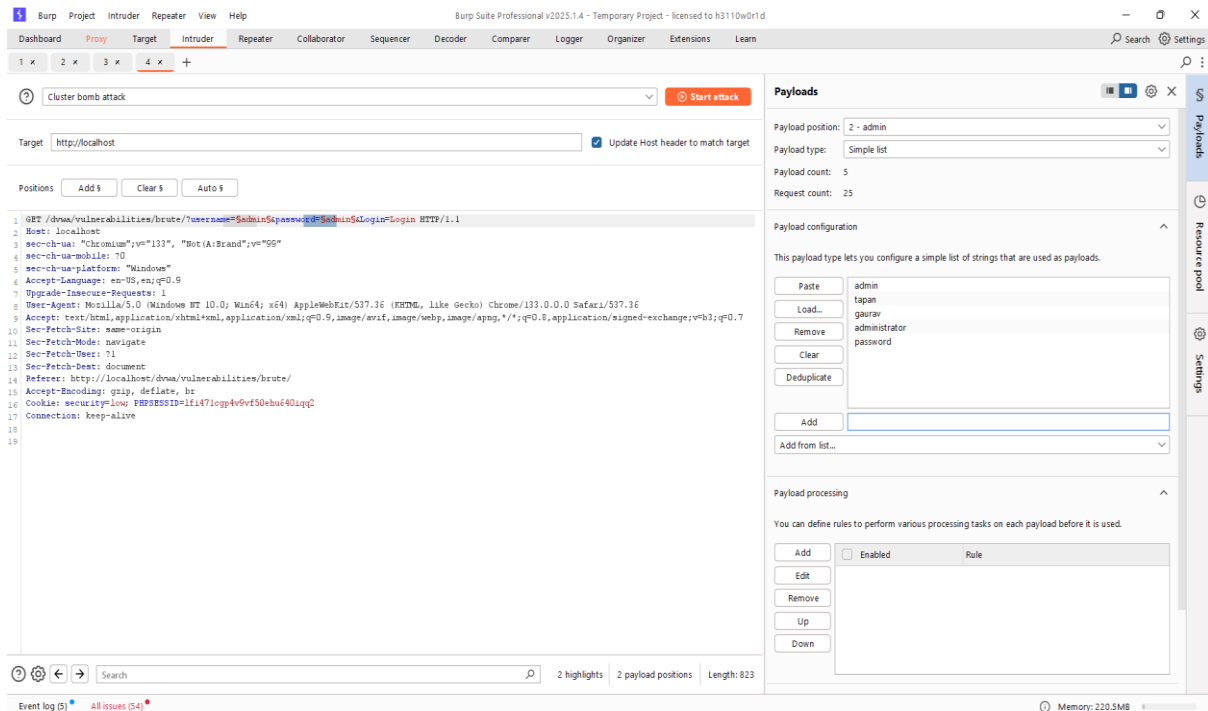 Burp Project Intruder Repeater View Help Burp Suite Professional v2025.1.4 - Temporary Project - licensed to h3110w0r1d
Dashboard Proxy Target Intruder Repeater Collaborator Sequencer Decoder Comparer Logger Organizer Extensions Learn Search Settings
1 × 2 × 3 × 4 × +
Cluster bomb attack Start attack
Target http://localhost Update Host header to match target
Positions Add § Clear § Auto §
1 GET /dvwa/vulnerabilities/brute/?username=§admin§&password=§admin§&Login=Login HTTP/1.1
2 Host: localhost
3 sec-ch-ua: "Chromium";v="133", "Not(A:Brand";v="99"
4 sec-ch-ua-mobile: ?0
5 sec-ch-ua-platform: "Windows"
6 Accept-Language: en-US,en;q=0.9
7 Upgrade-Insecure-Requests: 1
8 User-Agent: Mozilla/5.0 (Windows NT 10.0; Win64; x64) AppleWebKit/537.36 (KHTML, like Gecko) Chrome/133.0.0.0 Safari/537.36
9 Accept: text/html,application/xhtml+xml,application/xml;q=0.9,image/avif,image/webp,image/apng,*/*;q=0.8,application/signed-exchange;v=b3;q=0.7
10 Sec-Fetch-Site: same-origin
11 Sec-Fetch-Mode: navigate
12 Sec-Fetch-User: ?1
13 Sec-Fetch-Dest: document
14 Referer: http://localhost/dvwa/vulnerabilities/brute/
15 Accept-Encoding: gzip, deflate, br
16 Cookie: security=low; PHPSESSID=lfi471cgp4v9vf50ehu640iqq2
17 Connection: keep-alive
18
19
Search 2 highlights 2 payload positions Length: 823
Event log (5) All issues (54) Memory: 220.5MB
Payloads
Payload position: 2 - admin
Payload type: Simple list
Payload count: 5
Request count: 25
Payload configuration
This payload type lets you configure a simple list of strings that are used as payloads.
Paste admin
tapan
Load... gaurav
Remove administrator
password
Clear
Deduplicate
Add
Add from list...
Payload processing
You can define rules to perform various processing tasks on each payload before it is used.
Add Enabled Rule
Edit
Remove
Up
Down
Payloads
Resource pool
Settings